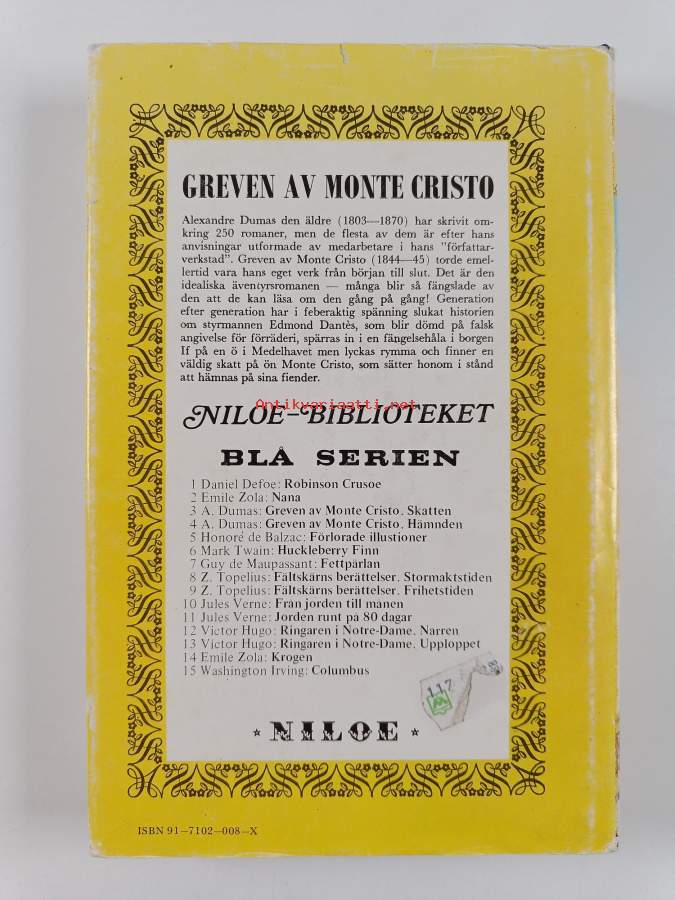 GREVEN AV MONTE CRISTO
Alexandre Dumas den äldre (1803—1870) har skrivit om-
kring 250 romaner, men de flesta av dem är efter hans
anvisningar utformade av medarbetare i hans "författar-
verkstad". Greven av Monte Cristo (1844—45) torde emel-
lertid vara hans eget verk från början till slut. Det är den
idealiska äventyrsromanen — många blir så fängslade av
den att de kan läsa om den gång på gång! Generation
efter generation har i feberaktig spänning slukat historien
om styrmannen Edmond Dantès, som blir dömd på falsk
angivelse för förräderi, spärras in i en fängelsehåla i borgen
If på en ö i Medelhavet men lyckas rymma och finner en
väldig skatt på ön Monte Cristo, som sätter honom i stånd
att hämnas på sina fiender.
Antikvariaatti.net
NILOE-BIBLIOTEKET
BLÅ SERIEN
1 Daniel Defoe: Robinson Crusoe
2 Emile Zola: Nana
3 A. Dumas: Greven av Monte Cristo. Skatten
4 A. Dumas: Greven av Monte Cristo. Hämnden
5 Honoré de Balzac: Förlorade illustioner
6 Mark Twain: Huckleberry Finn
7 Guy de Maupassant: Fettpärlan
8 Z. Topelius: Fältskärns berättelser. Stormaktstiden
9 Z. Topelius: Fältskärns berättelser. Frihetstiden
10 Jules Verne: Från jorden till månen
11 Jules Verne: Jorden runt på 80 dagar
12 Victor Hugo: Ringaren i Notre-Dame. Narren
13 Victor Hugo: Ringaren i Notre-Dame. Upploppet
14 Emile Zola: Krogen
15 Washington Irving: Columbus
117
* NILOE *
ISBN 91—7102—008—X